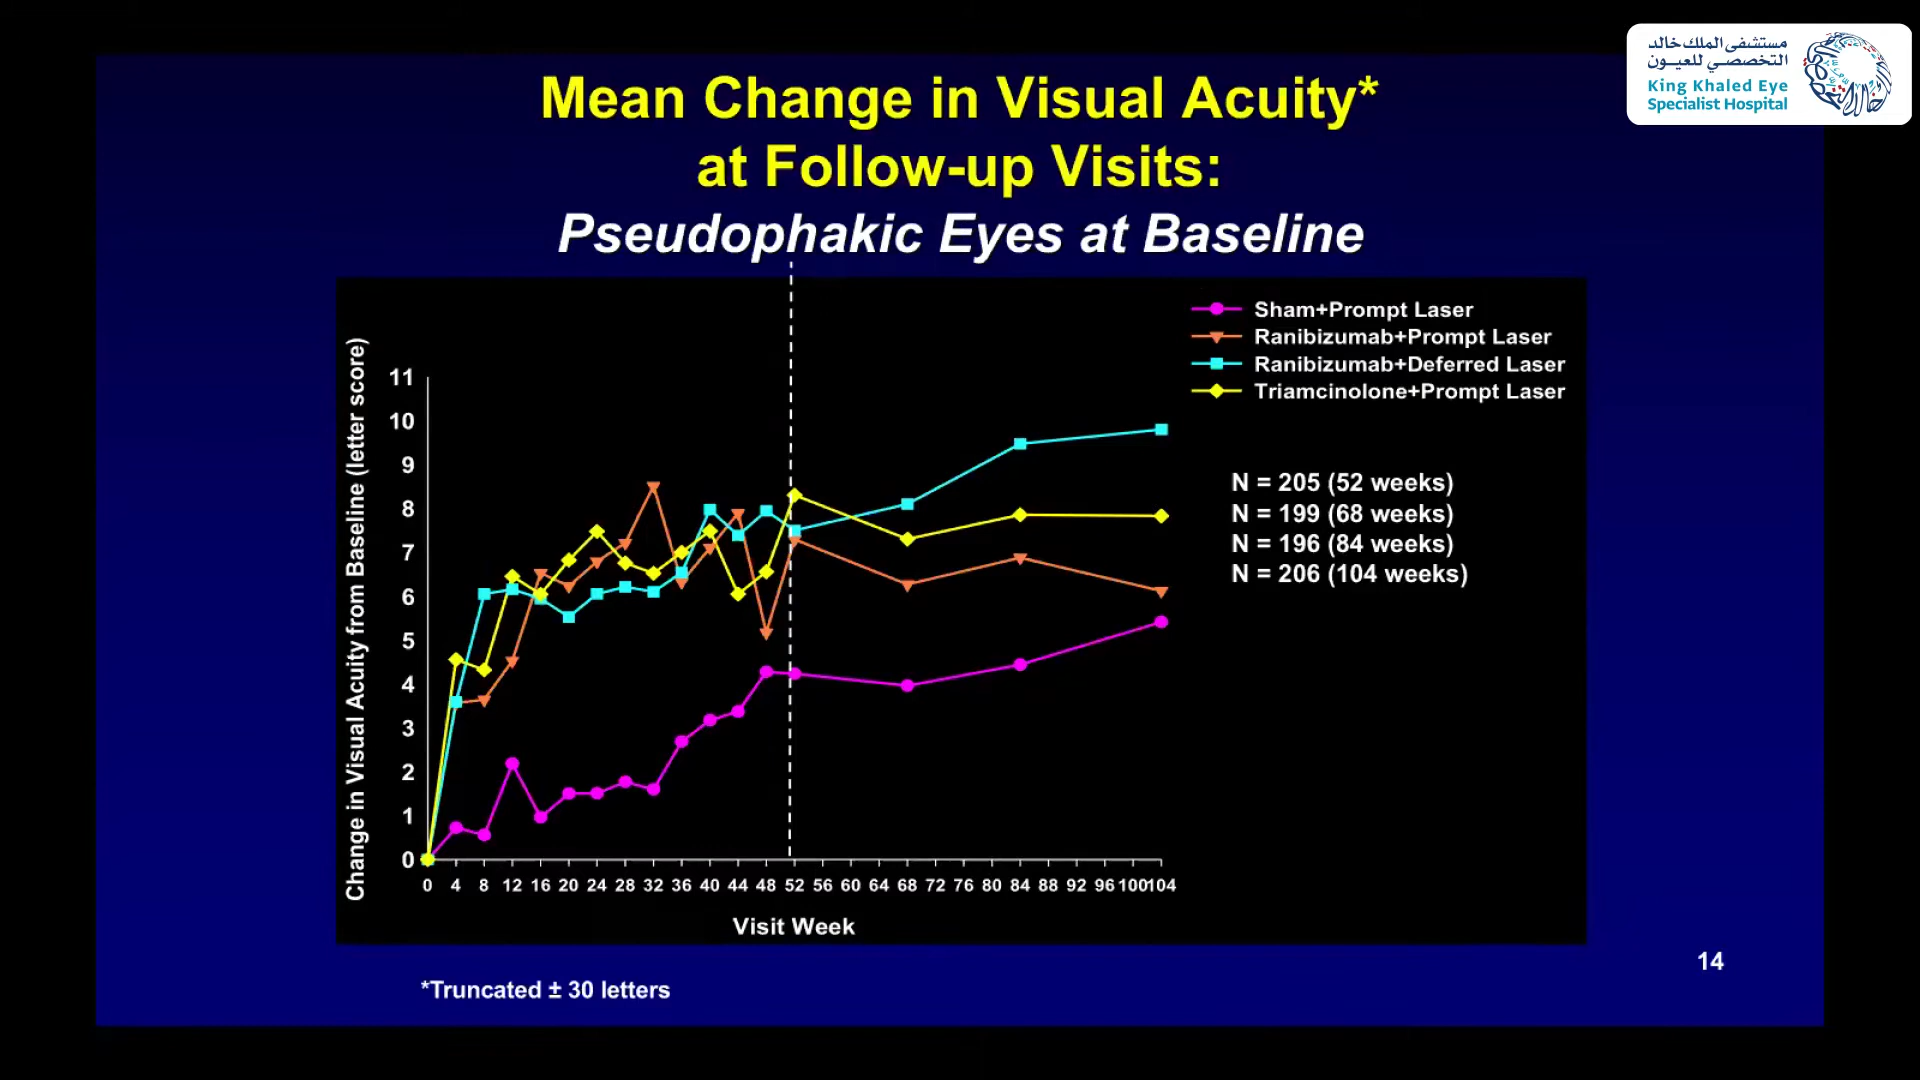 مستشفى الملك خالد
التخصصي للعيون
King Khaled Eye
Specialist Hospital
Mean Change in Visual Acuity*
at Follow-up Visits:
Pseudophakic Eyes at Baseline
Sham+Prompt Laser
Ranibizumab+Prompt Laser
Ranibizumab+Deferred Laser
Triamcinolone+Prompt Laser
N = 205 (52 weeks)
N = 199 (68 weeks)
N = 196 (84 weeks)
N = 206 (104 weeks)
Change in Visual Acuity from Baseline (letter score)
11
10
9
8
7
6
5
4
3
2
1
0
0 4 8 12 16 20 24 28 32 36 40 44 48 52 56 60 64 68 72 76 80 84 88 92 96 100 104
Visit Week
*Truncated ± 30 letters
14